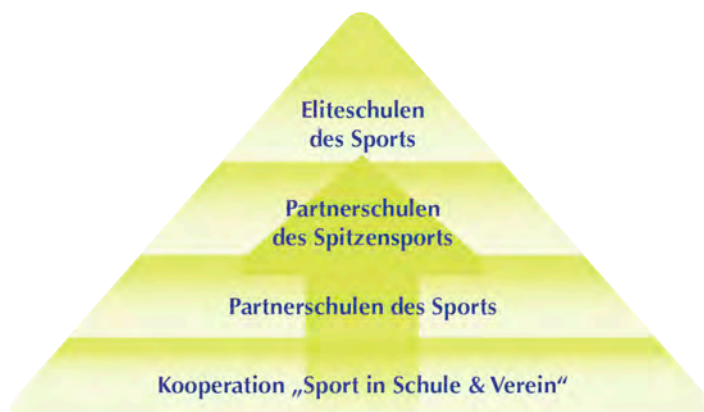 Eliteschulen
des Sports
Partnerschulen
des Spitzensports
Partnerschulen des Sports
Kooperation „Sport in Schule & Verein“